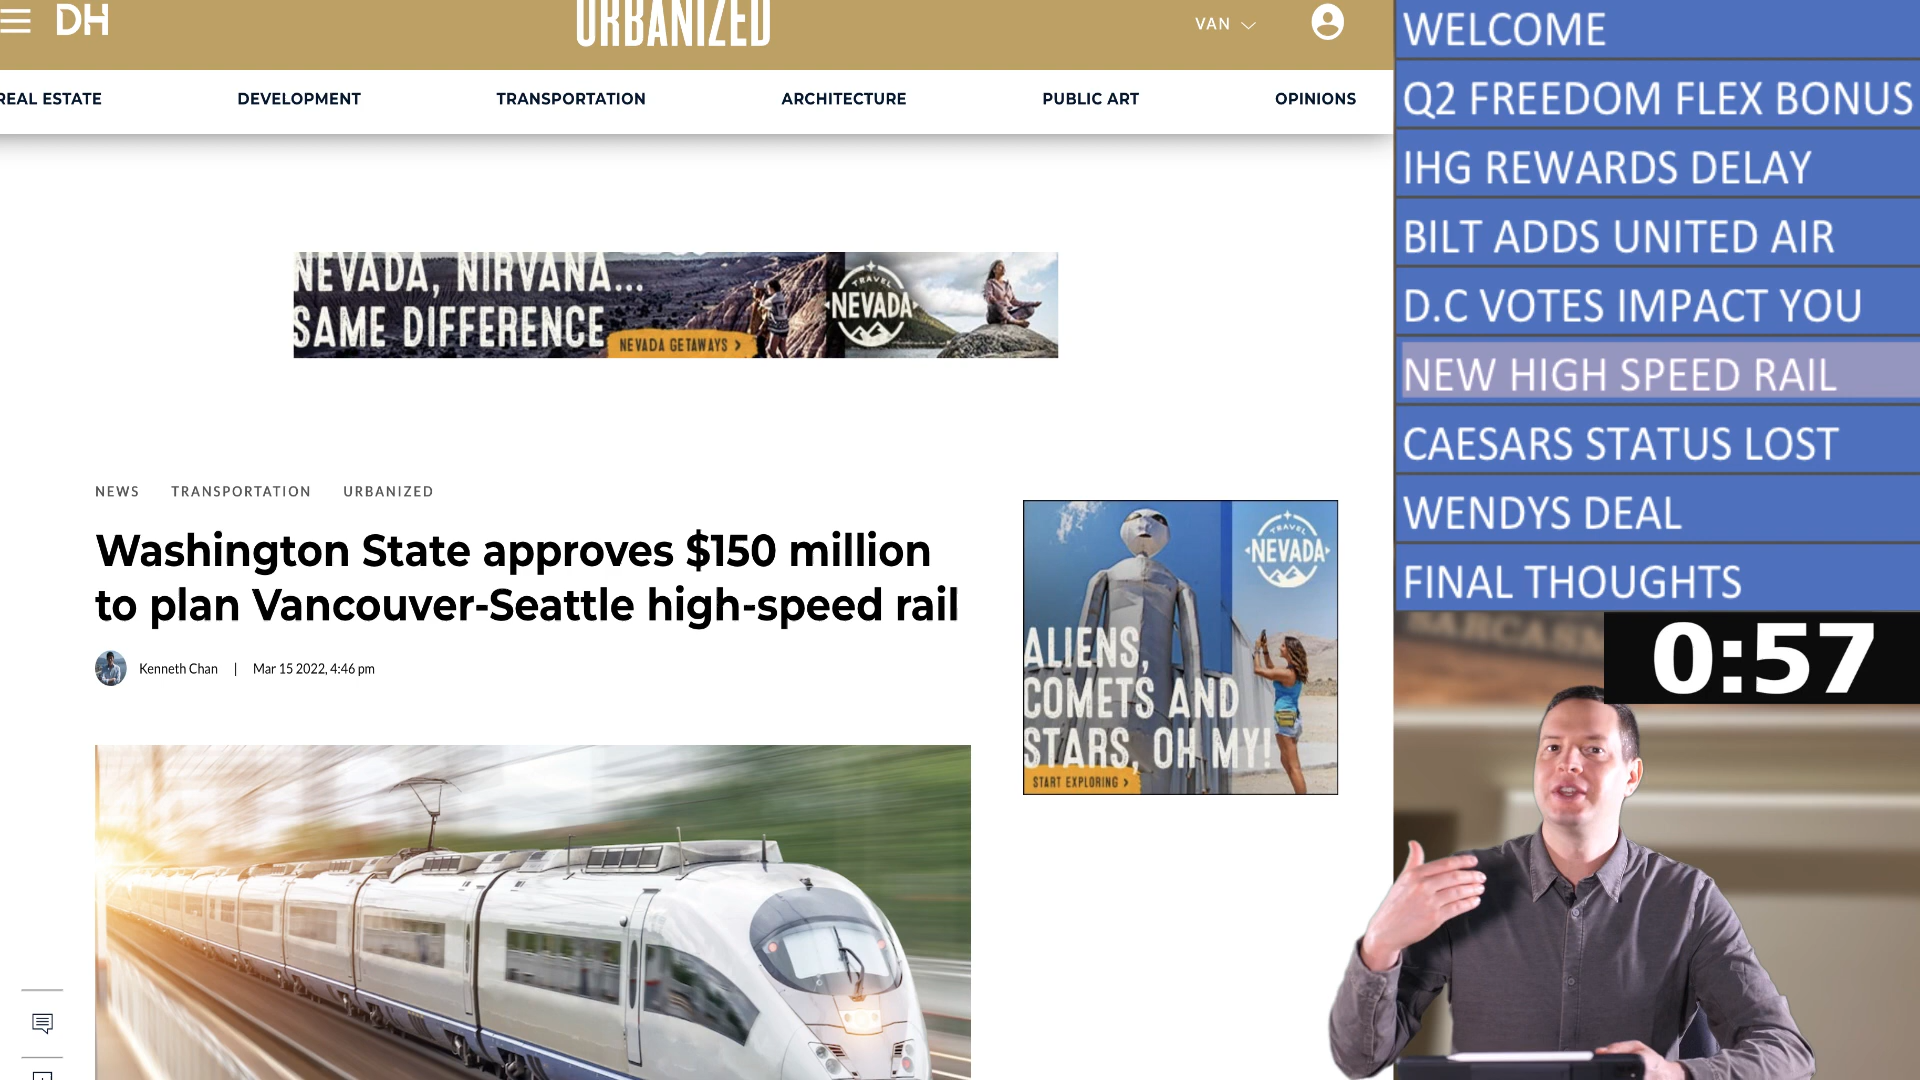 DH
URBANIZED
VAN
REAL ESTATE
DEVELOPMENT
TRANSPORTATION
ARCHITECTURE
PUBLIC ART
OPINIONS
NEVADA, NIRVANA...
SAME DIFFERENCE
NEVADA GETAWAYS >
TRAVEL
NEVADA
NEWS
TRANSPORTATION
URBANIZED
Washington State approves $150 million
to plan Vancouver-Seattle high-speed rail
Kenneth Chan | Mar 15 2022, 4:46 pm
TRAVEL
NEVADA
ALIENS,
COMETS AND
STARS, OH MY!
START EXPLORING >
WELCOME
Q2 FREEDOM FLEX BONUS
IHG REWARDS DELAY
BILT ADDS UNITED AIR
D.C VOTES IMPACT YOU
NEW HIGH SPEED RAIL
CAESARS STATUS LOST
WENDYS DEAL
FINAL THOUGHTS
SARCASM
0:57